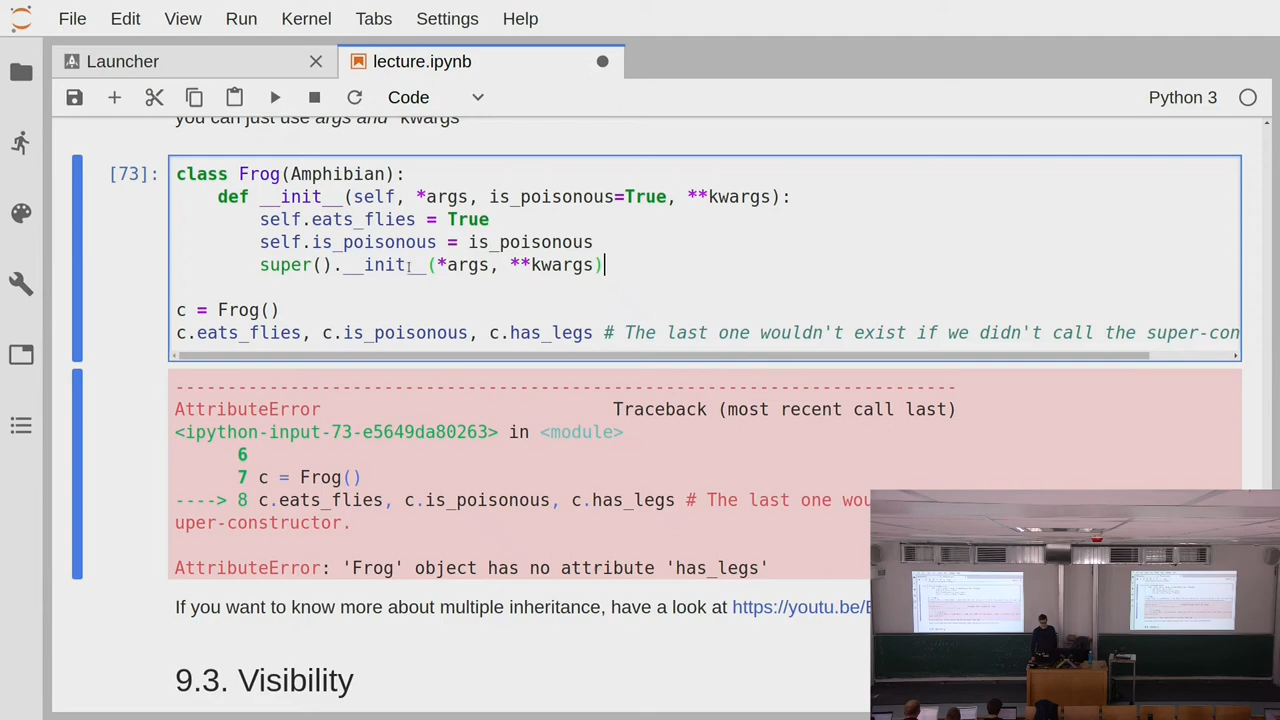 File Edit View Run Kernel Tabs Settings Help
Launcher
lecture.ipynb
Code
Python 3
you can just use args and kwargs
[73]:
class Frog(Amphibian):
def __init__(self, *args, is_poisonous=True, **kwargs):
self.eats_flies = True
self.is_poisonous = is_poisonous
super().__init__(*args, **kwargs)
c = Frog()
c.eats_flies, c.is_poisonous, c.has_legs # The last one wouldn't exist if we didn't call the super-con
---------------------------------------------------------------------------
AttributeError Traceback (most recent call last)
<ipython-input-73-e5649da80263> in <module>
6
7 c = Frog()
----> 8 c.eats_flies, c.is_poisonous, c.has_legs # The last one wou
uper-constructor.
AttributeError: 'Frog' object has no attribute 'has_legs'
If you want to know more about multiple inheritance, have a look at https://youtu.be/
9.3. Visibility